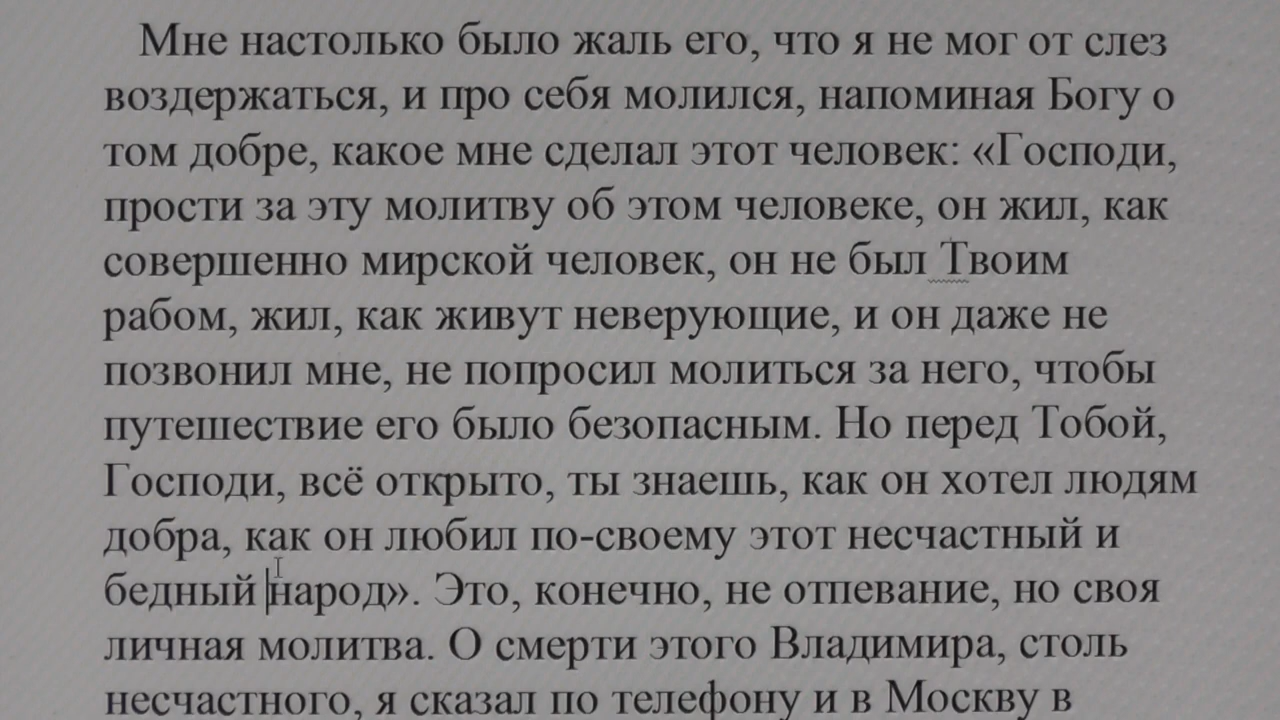 Мне настолько было жаль его, что я не мог от слез
воздержаться, и про себя молился, напоминая Богу о
том добре, какое мне сделал этот человек: «Господи,
прости за эту молитву об этом человеке, он жил, как
совершенно мирской человек, он не был Твоим
рабом, жил, как живут неверующие, и он даже не
позвонил мне, не попросил молиться за него, чтобы
путешествие его было безопасным. Но перед Тобой,
Господи, всё открыто, ты знаешь, как он хотел людям
добра, как он любил по-своему этот несчастный и
бедный народ». Это, конечно, не отпевание, но своя
личная молитва. О смерти этого Владимира, столь
несчастного, я сказал по телефону и в Москву в